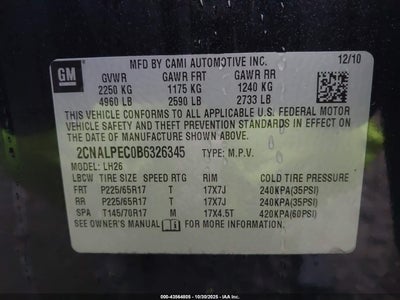 MFD BY CAMI AUTOMOTIVE INC. 12/10
GM
GVWR GAWR FRT GAWR RR
2250 KG 1175 KG 1240 KG
4960 LB 2590 LB 2733 LB
THIS VEHICLE CONFORMS TO ALL APPLICABLE U.S. FEDERAL MOTOR
VEHICLE SAFETY AND THEFT PREVENTION STANDARDS IN EFFECT ON
THE DATE OF MANUFACTURE SHOWN ABOVE.
2CNALPEC0B6326345 TYPE: M.P.V.
MODEL: LH26
LBCW TIRE SIZE SPEED RTG RIM COLD TIRE PRESSURE
FRT P225/65R17 T 17X7J 240KPA(35PSI)
RR P225/65R17 T 17X7J 240KPA(35PSI)
SPA T145/70R17 M 17X4.5T 420KPA(60PSI)
SEE OWNER'S MANUAL FOR ADDITIONAL INFORMATION.
000-43564805 - 10/30/2025 - IAA Inc.